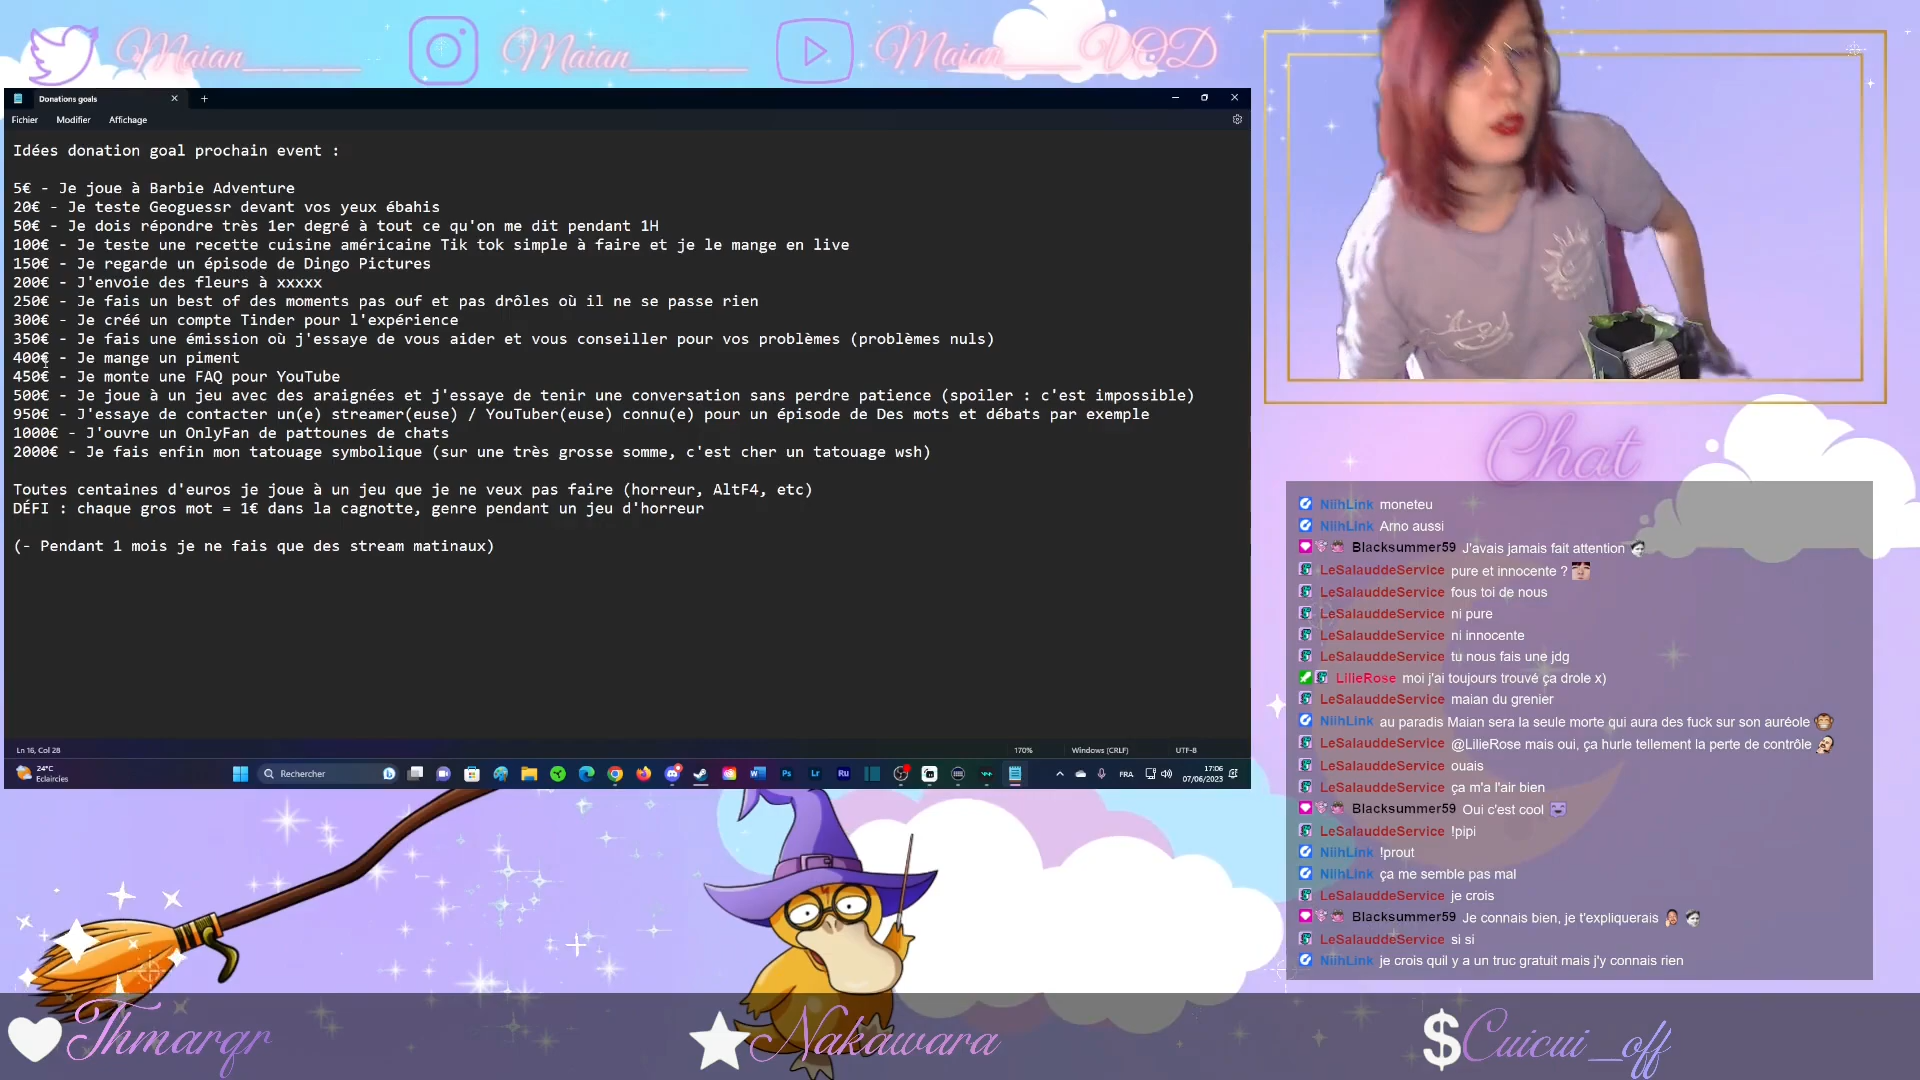 Maian____
Maian____
Maian____VOD
Donations goals
Fichier Modifier Affichage
Idées donation goal prochain event :
5€ - Je joue à Barbie Adventure
20€ - Je teste Geoguessr devant vos yeux ébahis
50€ - Je dois répondre très 1er degré à tout ce qu'on me dit pendant 1H
100€ - Je teste une recette cuisine américaine Tik tok simple à faire et je le mange en live
150€ - Je regarde un épisode de Dingo Pictures
200€ - J'envoie des fleurs à xxxxx
250€ - Je fais un best of des moments pas ouf et pas drôles où il ne se passe rien
300€ - Je créé un compte Tinder pour l'expérience
350€ - Je fais une émission où j'essaye de vous aider et vous conseiller pour vos problèmes (problèmes nuls)
400€ - Je mange un piment
450€ - Je monte une FAQ pour YouTube
500€ - Je joue à un jeu avec des araignées et j'essaye de tenir une conversation sans perdre patience (spoiler : c'est impossible)
950€ - J'essaye de contacter un(e) streamer(euse) / YouTuber(euse) connu(e) pour un épisode de Des mots et débats par exemple
1000€ - J'ouvre un OnlyFan de pattounes de chats
2000€ - Je fais enfin mon tatouage symbolique (sur une très grosse somme, c'est cher un tatouage wsh)
Toutes centaines d'euros je joue à un jeu que je ne veux pas faire (horreur, AltF4, etc)
DÉFI : chaque gros mot = 1€ dans la cagnotte, genre pendant un jeu d'horreur
(- Pendant 1 mois je ne fais que des stream matinaux)
Ln 16, Col 28 170% Windows (CRLF) UTF-8
24°C
Eclaircies
Rechercher
FRA
17:06
07/06/2023
Chat
NiihLink moneteu
NiihLink Arno aussi
Blacksummer59 J'avais jamais fait attention
LeSalauddeService pure et innocente ?
LeSalauddeService fous toi de nous
LeSalauddeService ni pure
LeSalauddeService ni innocente
LeSalauddeService tu nous fais une jdg
LilieRose moi j'ai toujours trouvé ça drole x)
LeSalauddeService maian du grenier
NiihLink au paradis Maian sera la seule morte qui aura des fuck sur son auréole
LeSalauddeService @LilieRose mais oui, ça hurle tellement la perte de contrôle
LeSalauddeService ouais
LeSalauddeService ça m'a l'air bien
Blacksummer59 Oui c'est cool
LeSalauddeService !pipi
NiihLink !prout
NiihLink ça me semble pas mal
LeSalauddeService je crois
Blacksummer59 Je connais bien, je t'expliquerais
LeSalauddeService si si
NiihLink je crois quil y a un truc gratuit mais j'y connais rien
Thmarqr
Nakawara
$Cuicui_off